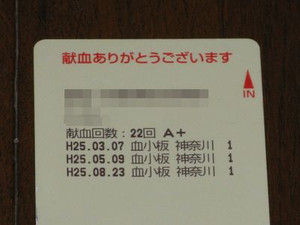 献血ありがとうございます
IN
献血回数：22回 A+
H25.03.07 血小板 神奈川 1
H25.05.09 血小板 神奈川 1
H25.08.23 血小板 神奈川 1